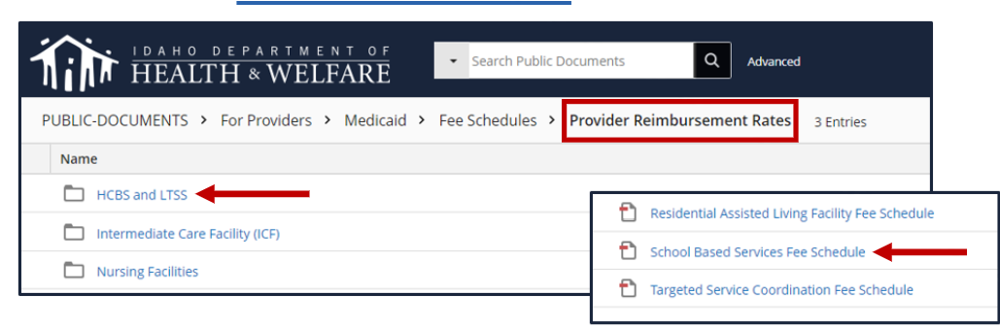 IDAHO DEPARTMENT OF
HEALTH & WELFARE
Search Public Documents
Advanced
PUBLIC-DOCUMENTS > For Providers > Medicaid > Fee Schedules > Provider Reimbursement Rates 3 Entries
Name
HCBS and LTSS
Intermediate Care Facility (ICF)
Nursing Facilities
Residential Assisted Living Facility Fee Schedule
School Based Services Fee Schedule
Targeted Service Coordination Fee Schedule